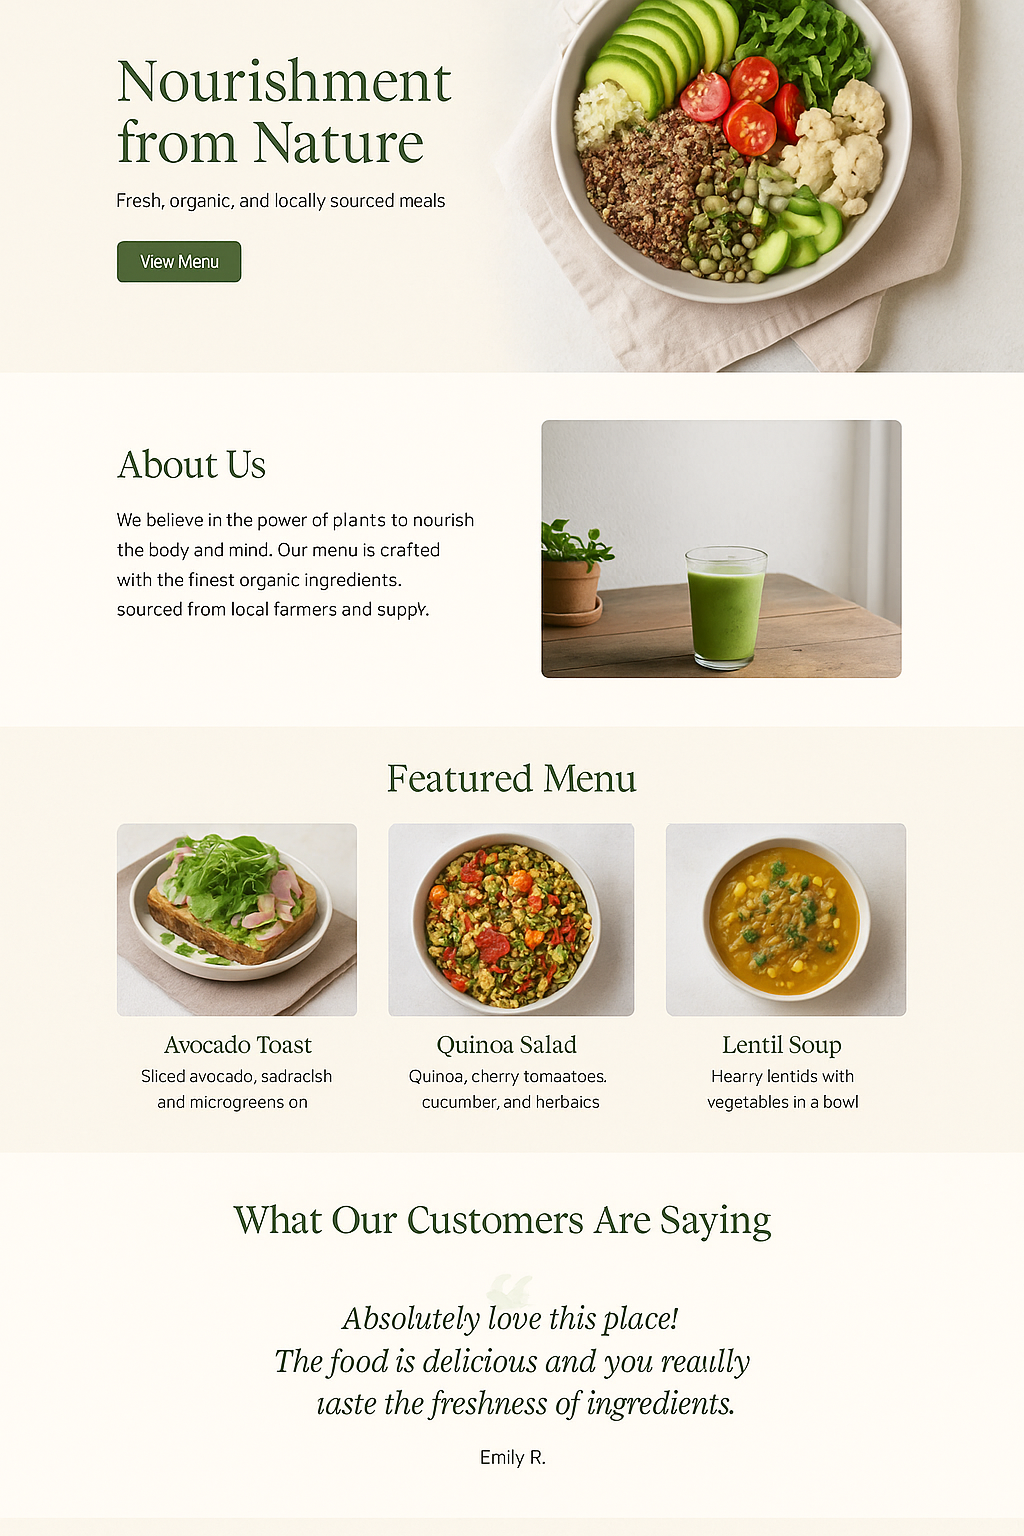 Nourishment
from Nature
Fresh, organic, and locally sourced meals
View Menu
About Us
We believe in the power of plants to nourish
the body and mind. Our menu is crafted
with the finest organic ingredients.
sourced from local farmers and suppy.
Featured Menu
Avocado Toast
Sliced avocado, sadraclsh
and microgreens on
Quinoa Salad
Quinoa, cherry tomaatoes.
cucumber, and herbaics
Lentil Soup
Hearry lentids with
vegetables in a bowl
What Our Customers Are Saying
“
Absolutely love this place!
The food is delicious and you reaully
ıaste the freshness of ingredients.
Emily R.